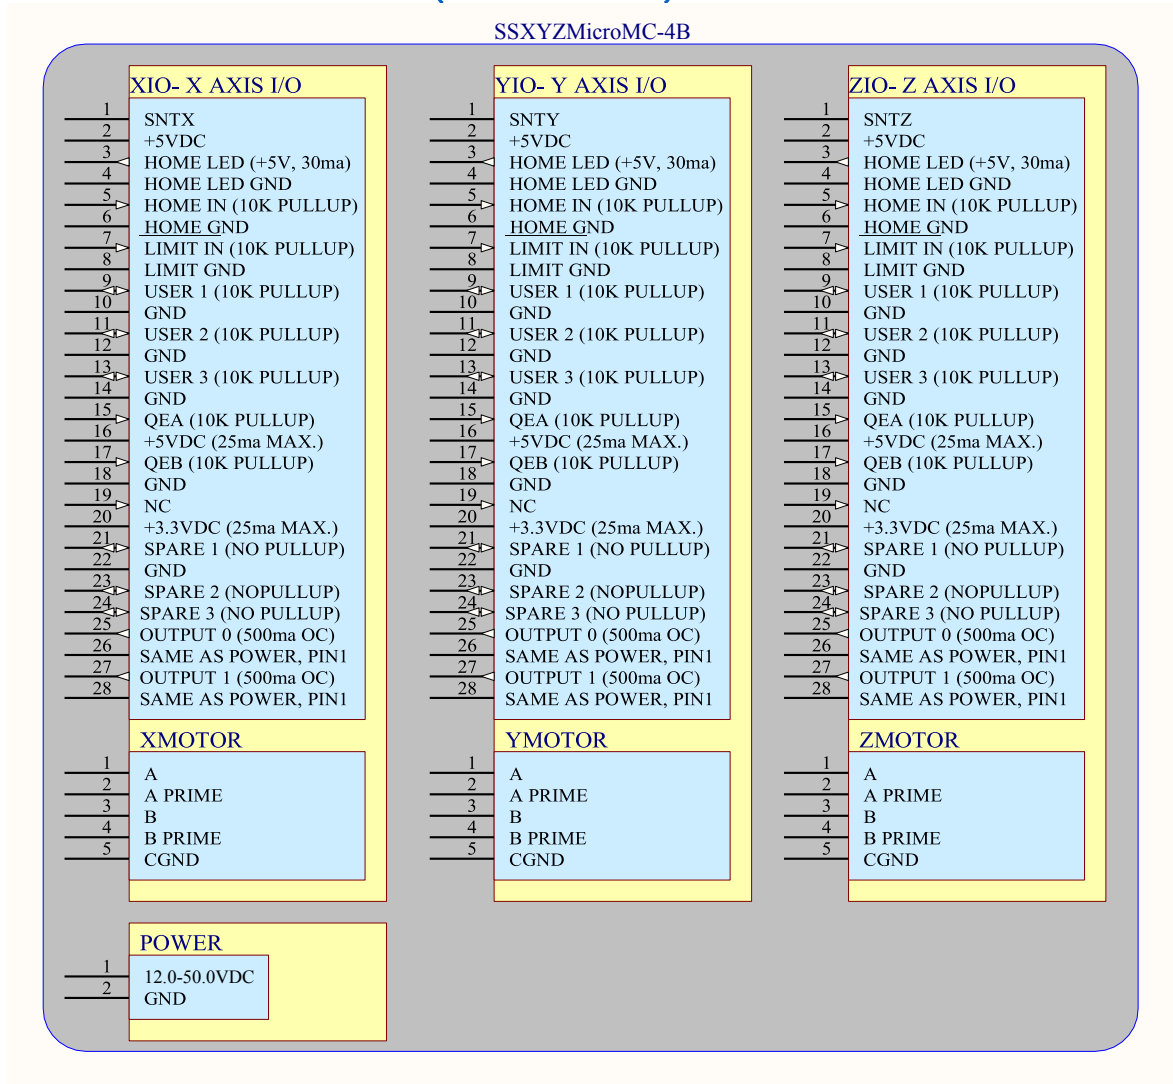 SSXYZMicroMC-4B
XIO- X AXIS I/O
1 SNTX
2 +5VDC
3 HOME LED (+5V, 30ma)
4 HOME LED GND
5 HOME IN (10K PULLUP)
6 HOME GND
7 LIMIT IN (10K PULLUP)
8 LIMIT GND
9 USER 1 (10K PULLUP)
10 GND
11 USER 2 (10K PULLUP)
12 GND
13 USER 3 (10K PULLUP)
14 GND
15 QEA (10K PULLUP)
16 +5VDC (25ma MAX.)
17 QEB (10K PULLUP)
18 GND
19 NC
20 +3.3VDC (25ma MAX.)
21 SPARE 1 (NO PULLUP)
22 GND
23 SPARE 2 (NOPULLUP)
24 SPARE 3 (NO PULLUP)
25 OUTPUT 0 (500ma OC)
26 SAME AS POWER, PIN1
27 OUTPUT 1 (500ma OC)
28 SAME AS POWER, PIN1
XMOTOR
1 A
2 A PRIME
3 B
4 B PRIME
5 CGND
YIO- Y AXIS I/O
1 SNTY
2 +5VDC
3 HOME LED (+5V, 30ma)
4 HOME LED GND
5 HOME IN (10K PULLUP)
6 HOME GND
7 LIMIT IN (10K PULLUP)
8 LIMIT GND
9 USER 1 (10K PULLUP)
10 GND
11 USER 2 (10K PULLUP)
12 GND
13 USER 3 (10K PULLUP)
14 GND
15 QEA (10K PULLUP)
16 +5VDC (25ma MAX.)
17 QEB (10K PULLUP)
18 GND
19 NC
20 +3.3VDC (25ma MAX.)
21 SPARE 1 (NO PULLUP)
22 GND
23 SPARE 2 (NOPULLUP)
24 SPARE 3 (NO PULLUP)
25 OUTPUT 0 (500ma OC)
26 SAME AS POWER, PIN1
27 OUTPUT 1 (500ma OC)
28 SAME AS POWER, PIN1
YMOTOR
1 A
2 A PRIME
3 B
4 B PRIME
5 CGND
ZIO- Z AXIS I/O
1 SNTZ
2 +5VDC
3 HOME LED (+5V, 30ma)
4 HOME LED GND
5 HOME IN (10K PULLUP)
6 HOME GND
7 LIMIT IN (10K PULLUP)
8 LIMIT GND
9 USER 1 (10K PULLUP)
10 GND
11 USER 2 (10K PULLUP)
12 GND
13 USER 3 (10K PULLUP)
14 GND
15 QEA (10K PULLUP)
16 +5VDC (25ma MAX.)
17 QEB (10K PULLUP)
18 GND
19 NC
20 +3.3VDC (25ma MAX.)
21 SPARE 1 (NO PULLUP)
22 GND
23 SPARE 2 (NOPULLUP)
24 SPARE 3 (NO PULLUP)
25 OUTPUT 0 (500ma OC)
26 SAME AS POWER, PIN1
27 OUTPUT 1 (500ma OC)
28 SAME AS POWER, PIN1
ZMOTOR
1 A
2 A PRIME
3 B
4 B PRIME
5 CGND
POWER
1 12.0-50.0VDC
2 GND